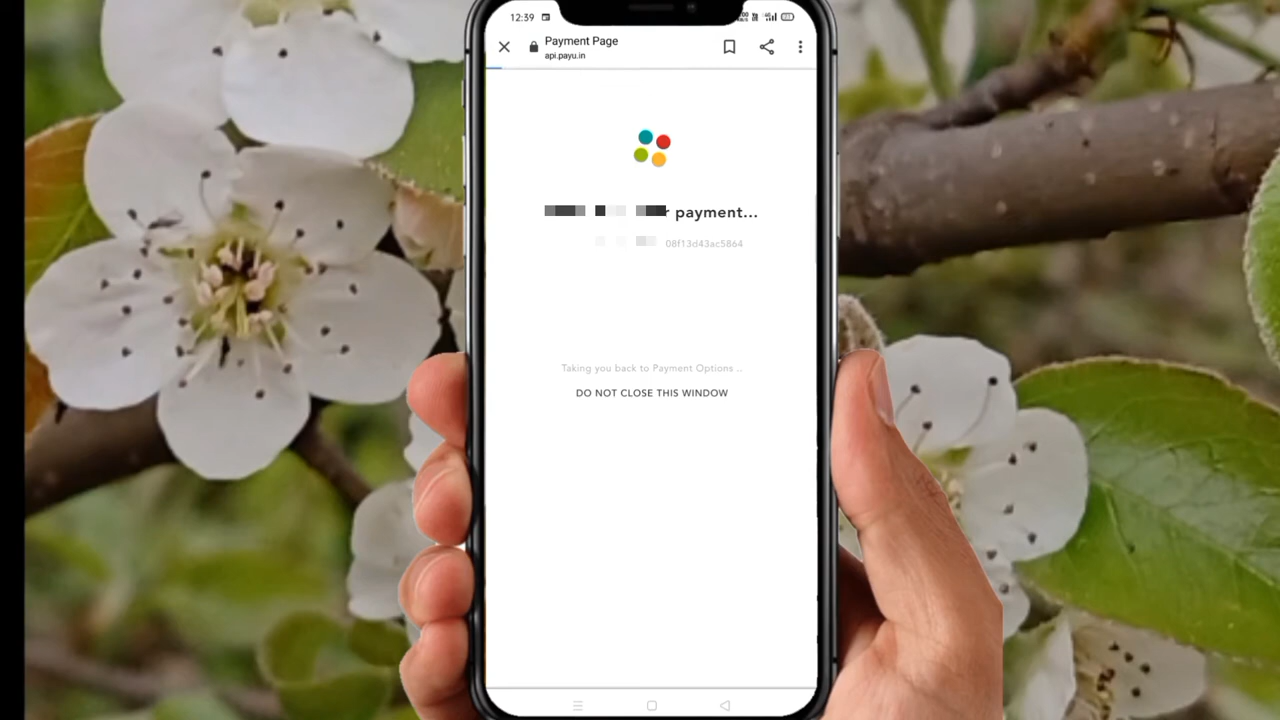 12:39
Payment Page
api.payu.in
payment...
08f13d43ac5864
Taking you back to Payment Options ..
DO NOT CLOSE THIS WINDOW